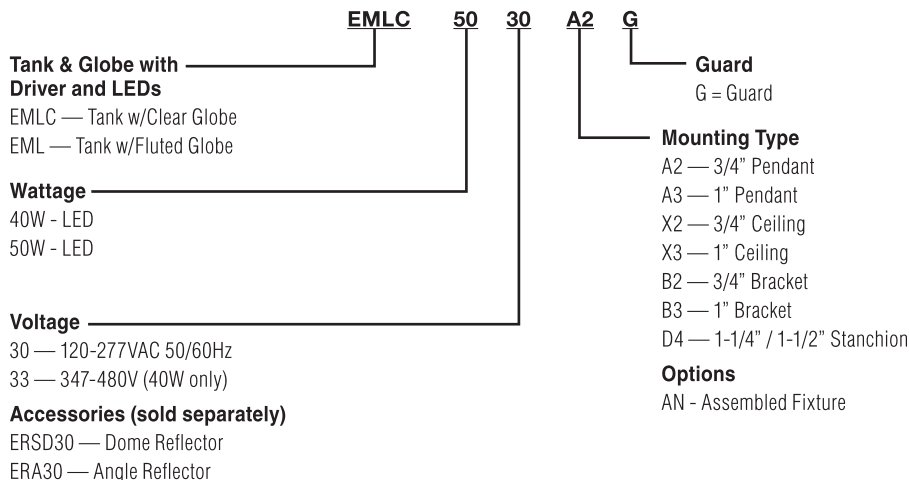 EMLC 50 30 A2 G
Tank & Globe with
Driver and LEDs
EMLC — Tank w/Clear Globe
EML — Tank w/Fluted Globe
Wattage
40W - LED
50W - LED
Voltage
30 — 120-277VAC 50/60Hz
33 — 347-480V (40W only)
Accessories (sold separately)
ERSD30 — Dome Reflector
ERA30 — Angle Reflector
Guard
G = Guard
Mounting Type
A2 — 3/4” Pendant
A3 — 1” Pendant
X2 — 3/4” Ceiling
X3 — 1” Ceiling
B2 — 3/4” Bracket
B3 — 1” Bracket
D4 — 1-1/4” / 1-1/2” Stanchion
Options
AN - Assembled Fixture